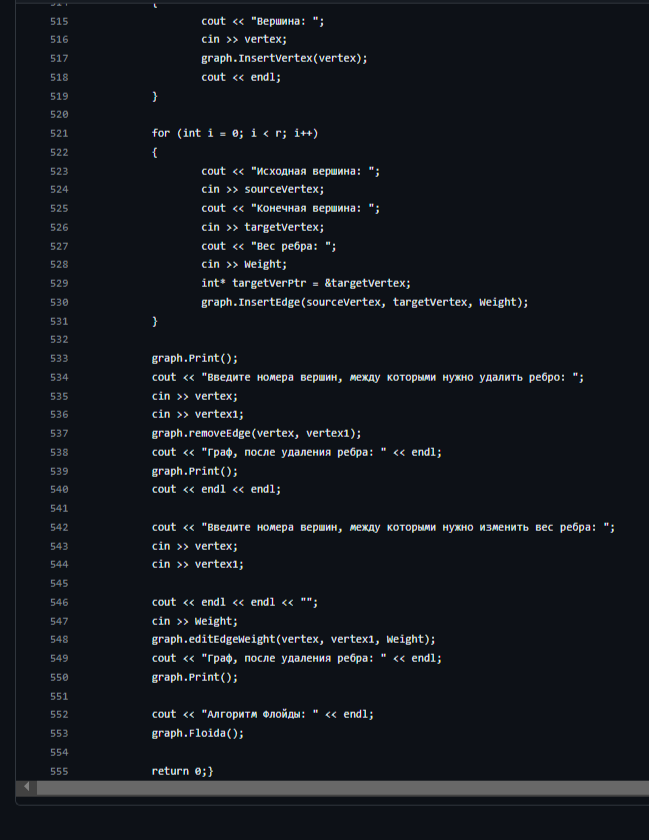 514 {
515 cout << "Вершина: ";
516 cin >> vertex;
517 graph.InsertVertex(vertex);
518 cout << endl;
519 }
520
521 for (int i = 0; i < r; i++)
522 {
523 cout << "Исходная вершина: ";
524 cin >> sourceVertex;
525 cout << "Конечная вершина: ";
526 cin >> targetVertex;
527 cout << "Вес ребра: ";
528 cin >> Weight;
529 int* targetVerPtr = &targetVertex;
530 graph.InsertEdge(sourceVertex, targetVertex, Weight);
531 }
532
533 graph.Print();
534 cout << "Введите номера вершин, между которыми нужно удалить ребро: ";
535 cin >> vertex;
536 cin >> vertex1;
537 graph.removeEdge(vertex, vertex1);
538 cout << "Граф, после удаления ребра: " << endl;
539 graph.Print();
540 cout << endl << endl;
541
542 cout << "Введите номера вершин, между которыми нужно изменить вес ребра: ";
543 cin >> vertex;
544 cin >> vertex1;
545
546 cout << endl << endl << "";
547 cin >> Weight;
548 graph.editEdgeWeight(vertex, vertex1, Weight);
549 cout << "Граф, после удаления ребра: " << endl;
550 graph.Print();
551
552 cout << "Алгоритм Флойды: " << endl;
553 graph.Floida();
554
555 return 0;}